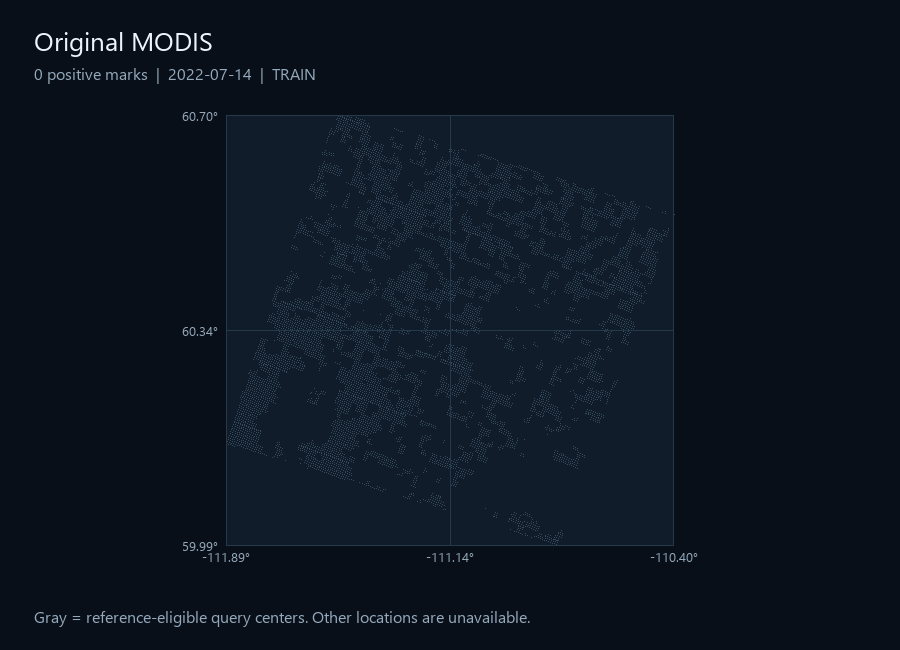 Original MODIS
0 positive marks | 2022-07-14 | TRAIN
60.70°
60.34°
59.99°
-111.89°
-111.14°
-110.40°
Gray = reference-eligible query centers. Other locations are unavailable.